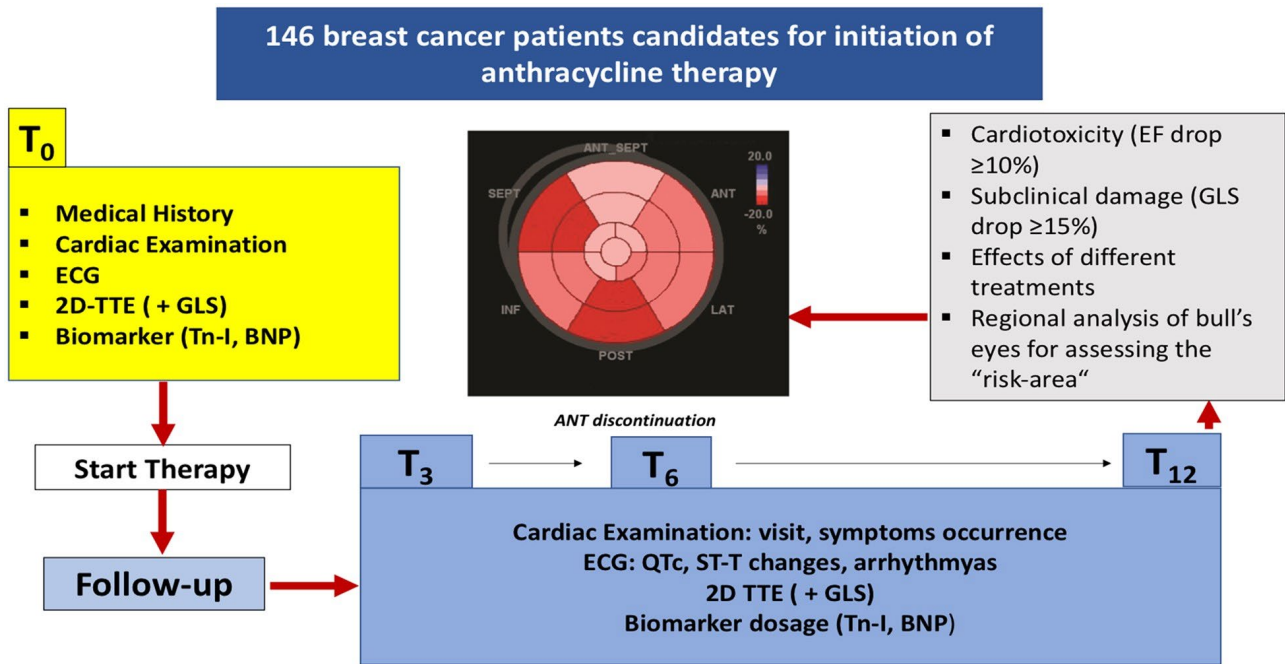 146 breast cancer patients candidates for initiation of
anthracycline therapy
T0
▪ Medical History
▪ Cardiac Examination
▪ ECG
▪ 2D-TTE ( + GLS)
▪ Biomarker (Tn-I, BNP)
Start Therapy
Follow-up
ANT_SEPT
SEPT
ANT
INF
LAT
POST
20.0
-20.0
%
▪ Cardiotoxicity (EF drop
≥10%)
▪ Subclinical damage (GLS
drop ≥15%)
▪ Effects of different
treatments
▪ Regional analysis of bull’s
eyes for assessing the
“risk-area“
ANT discontinuation
T3
T6
T12
Cardiac Examination: visit, symptoms occurrence
ECG: QTc, ST-T changes, arrhythmyas
2D TTE ( + GLS)
Biomarker dosage (Tn-I, BNP)